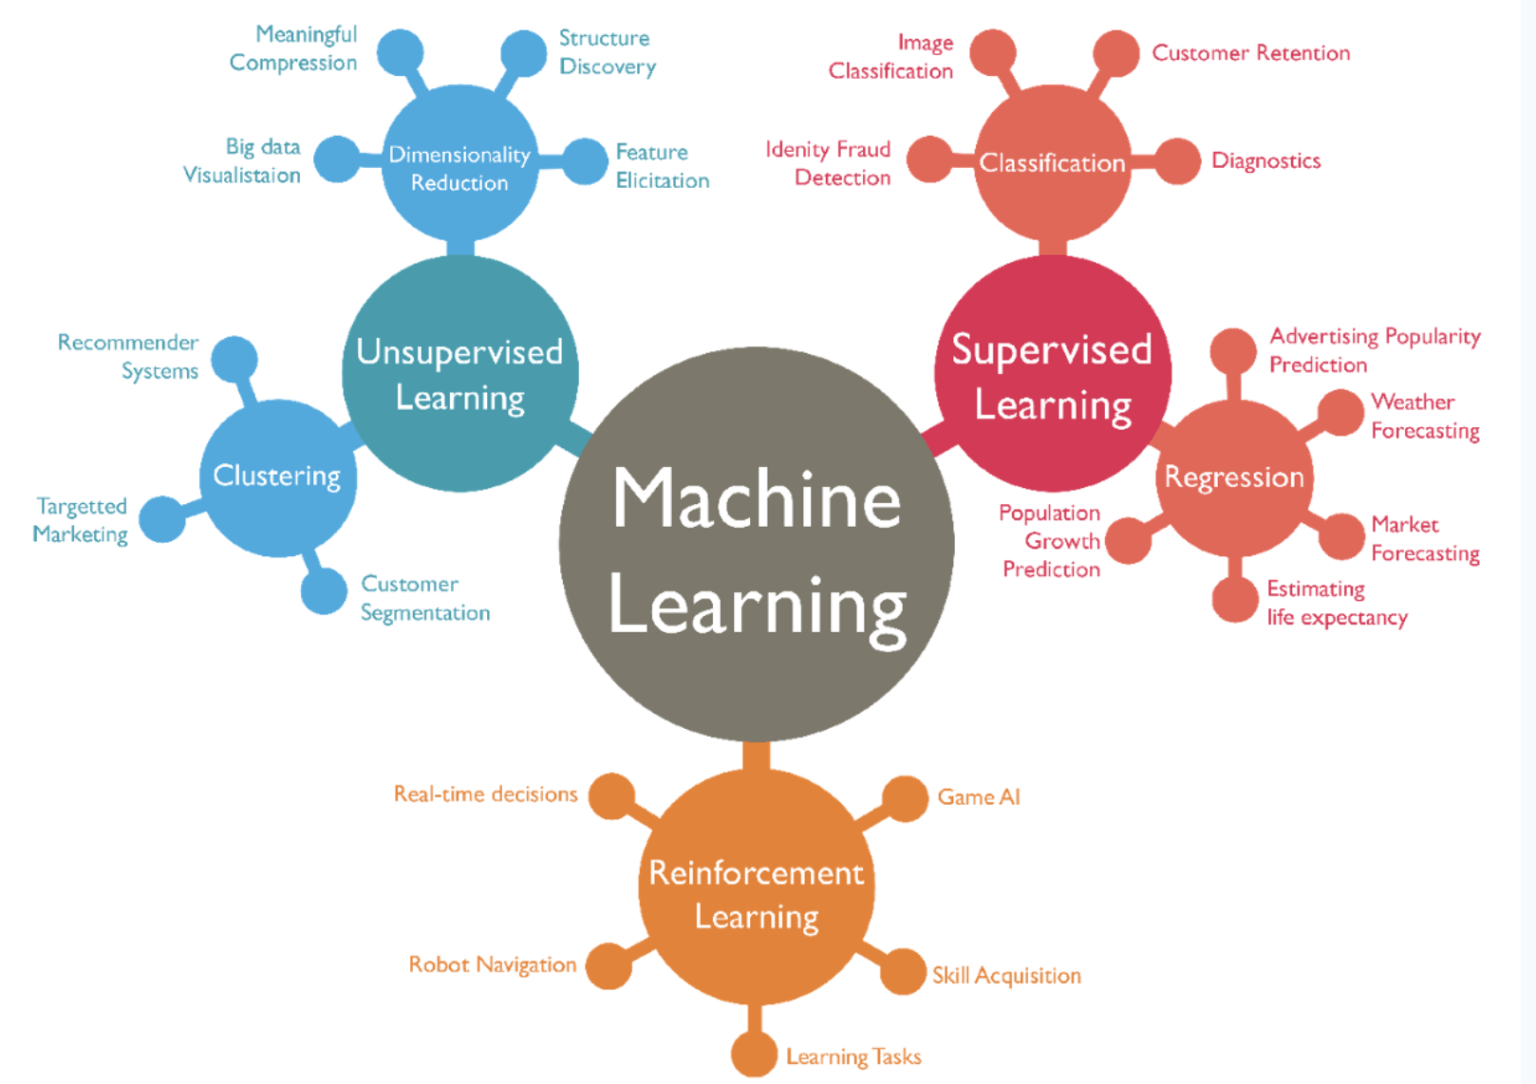 Meaningful
Compression
Structure
Discovery
Big data
Visualistaion
Dimensionality
Reduction
Feature
Elicitation
Image
Classification
Customer Retention
Idenity Fraud
Detection
Classification
Diagnostics
Unsupervised
Learning
Recommender
Systems
Clustering
Targetted
Marketing
Customer
Segmentation
Machine
Learning
Supervised
Learning
Advertising Popularity
Prediction
Weather
Forecasting
Regression
Population
Growth
Prediction
Market
Forecasting
Estimating
life expectancy
Real-time decisions
Game AI
Reinforcement
Learning
Robot Navigation
Skill Acquisition
Learning Tasks